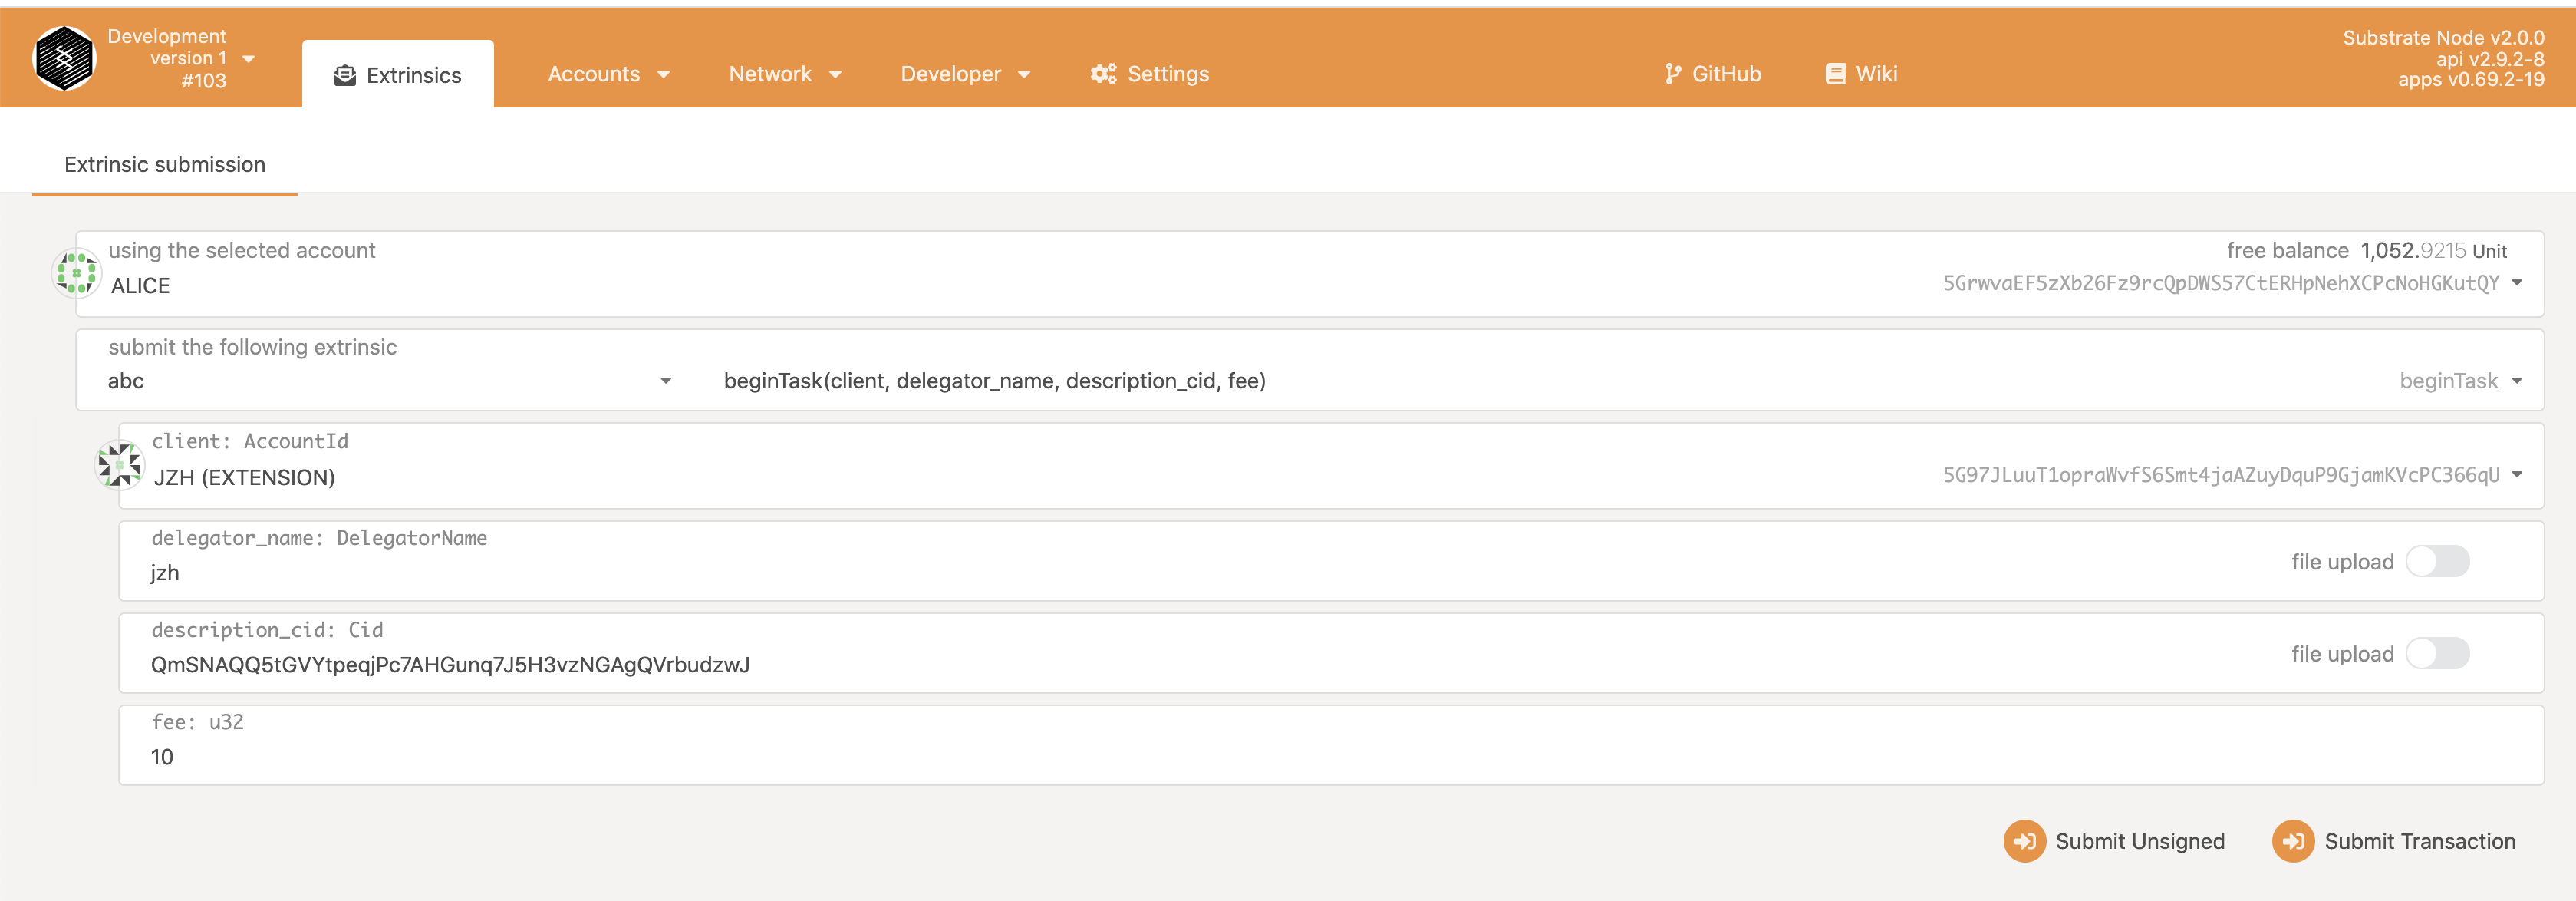 Development
version 1
#103
Extrinsics
Accounts
Network
Developer
Settings
GitHub
Wiki
Substrate Node v2.0.0
api v2.9.2-8
apps v0.69.2-19
Extrinsic submission
using the selected account
free balance 1,052.9215 Unit
ALICE
5GrwvaEF5zXb26Fz9rcQpDWS57CtERHpNehXCPcNoHGKutQY
submit the following extrinsic
abc
beginTask(client, delegator_name, description_cid, fee)
beginTask
client: AccountId
JZH (EXTENSION)
5G97JLuuT1opraWvfS6Smt4jaAZuyDquP9GjamKVcPC366qU
delegator_name: DelegatorName
jzh
file upload
description_cid: Cid
QmSNAQQ5tGVYtpeqjPc7AHGunq7J5H3vzNGAgQVrbudzwJ
file upload
fee: u32
10
Submit Unsigned
Submit Transaction